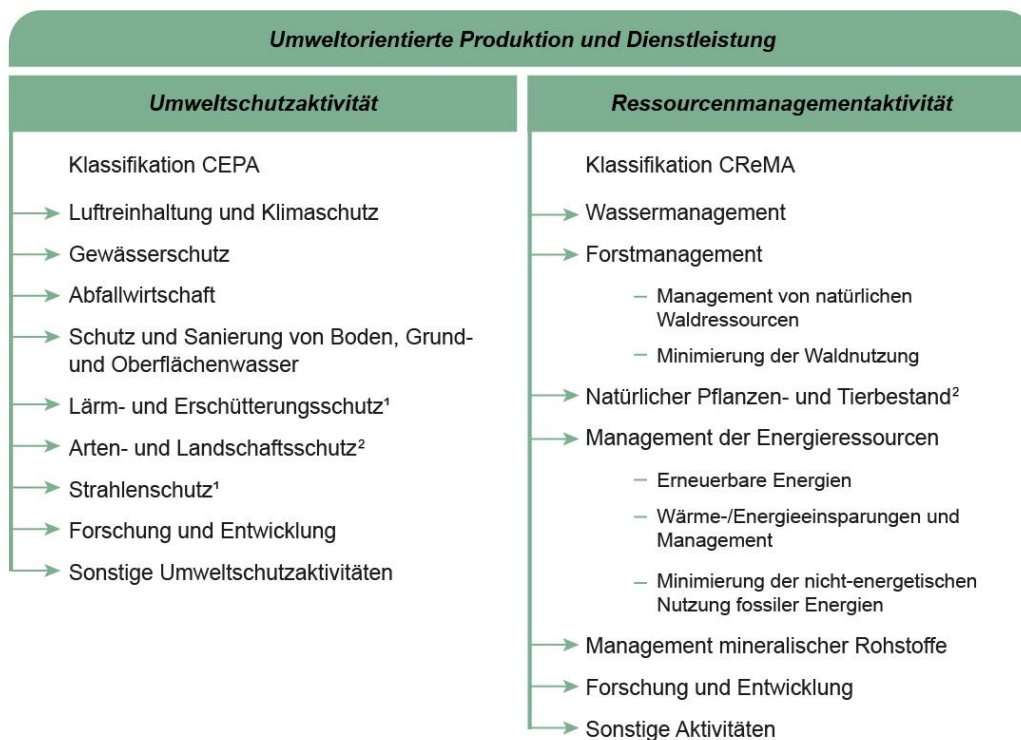 Umweltorientierte Produktion und Dienstleistung
Umweltschutzaktivität
Klassifikation CEPA
Luftreinhaltung und Klimaschutz
Gewässerschutz
Abfallwirtschaft
Schutz und Sanierung von Boden, Grund-
und Oberflächenwasser
Lärm- und Erschütterungsschutz¹
Arten- und Landschaftsschutz²
Strahlenschutz¹
Forschung und Entwicklung
Sonstige Umweltschutzaktivitäten
Ressourcenmanagementaktivität
Klassifikation CReMA
Wassermanagement
Forstmanagement
– Management von natürlichen
Waldressourcen
– Minimierung der Waldnutzung
Natürlicher Pflanzen- und Tierbestand²
Management der Energieressourcen
– Erneuerbare Energien
– Wärme-/Energieeinsparungen und
Management
– Minimierung der nicht-energetischen
Nutzung fossiler Energien
Management mineralischer Rohstoffe
Forschung und Entwicklung
Sonstige Aktivitäten